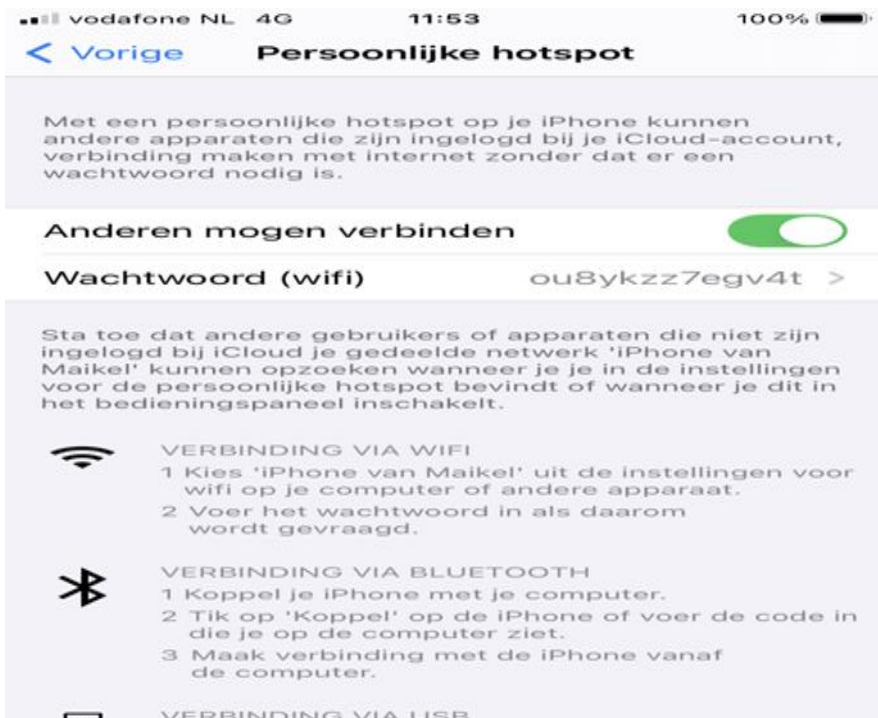 vodafone NL 4G 11:53 100%
< Vorige Persoonlijke hotspot
Met een persoonlijke hotspot op je iPhone kunnen
andere apparaten die zijn ingelogd bij je iCloud-account,
verbinding maken met internet zonder dat er een
wachtwoord nodig is.
Anderen mogen verbinden
Wachtwoord (wifi) ou8ykzz7egv4t >
Sta toe dat andere gebruikers of apparaten die niet zijn
ingelogd bij iCloud je gedeelde netwerk 'iPhone van
Maikel' kunnen opzoeken wanneer je je in de instellingen
voor de persoonlijke hotspot bevindt of wanneer je dit in
het bedieningspaneel inschakelt.
VERBINDING VIA WIFI
1 Kies 'iPhone van Maikel' uit de instellingen voor
wifi op je computer of andere apparaat.
2 Voer het wachtwoord in als daarom
wordt gevraagd.
VERBINDING VIA BLUETOOTH
1 Koppel je iPhone met je computer.
2 Tik op 'Koppel' op de iPhone of voer de code in
die je op de computer ziet.
3 Maak verbinding met de iPhone vanaf
de computer.
VERBINDING VIA USB